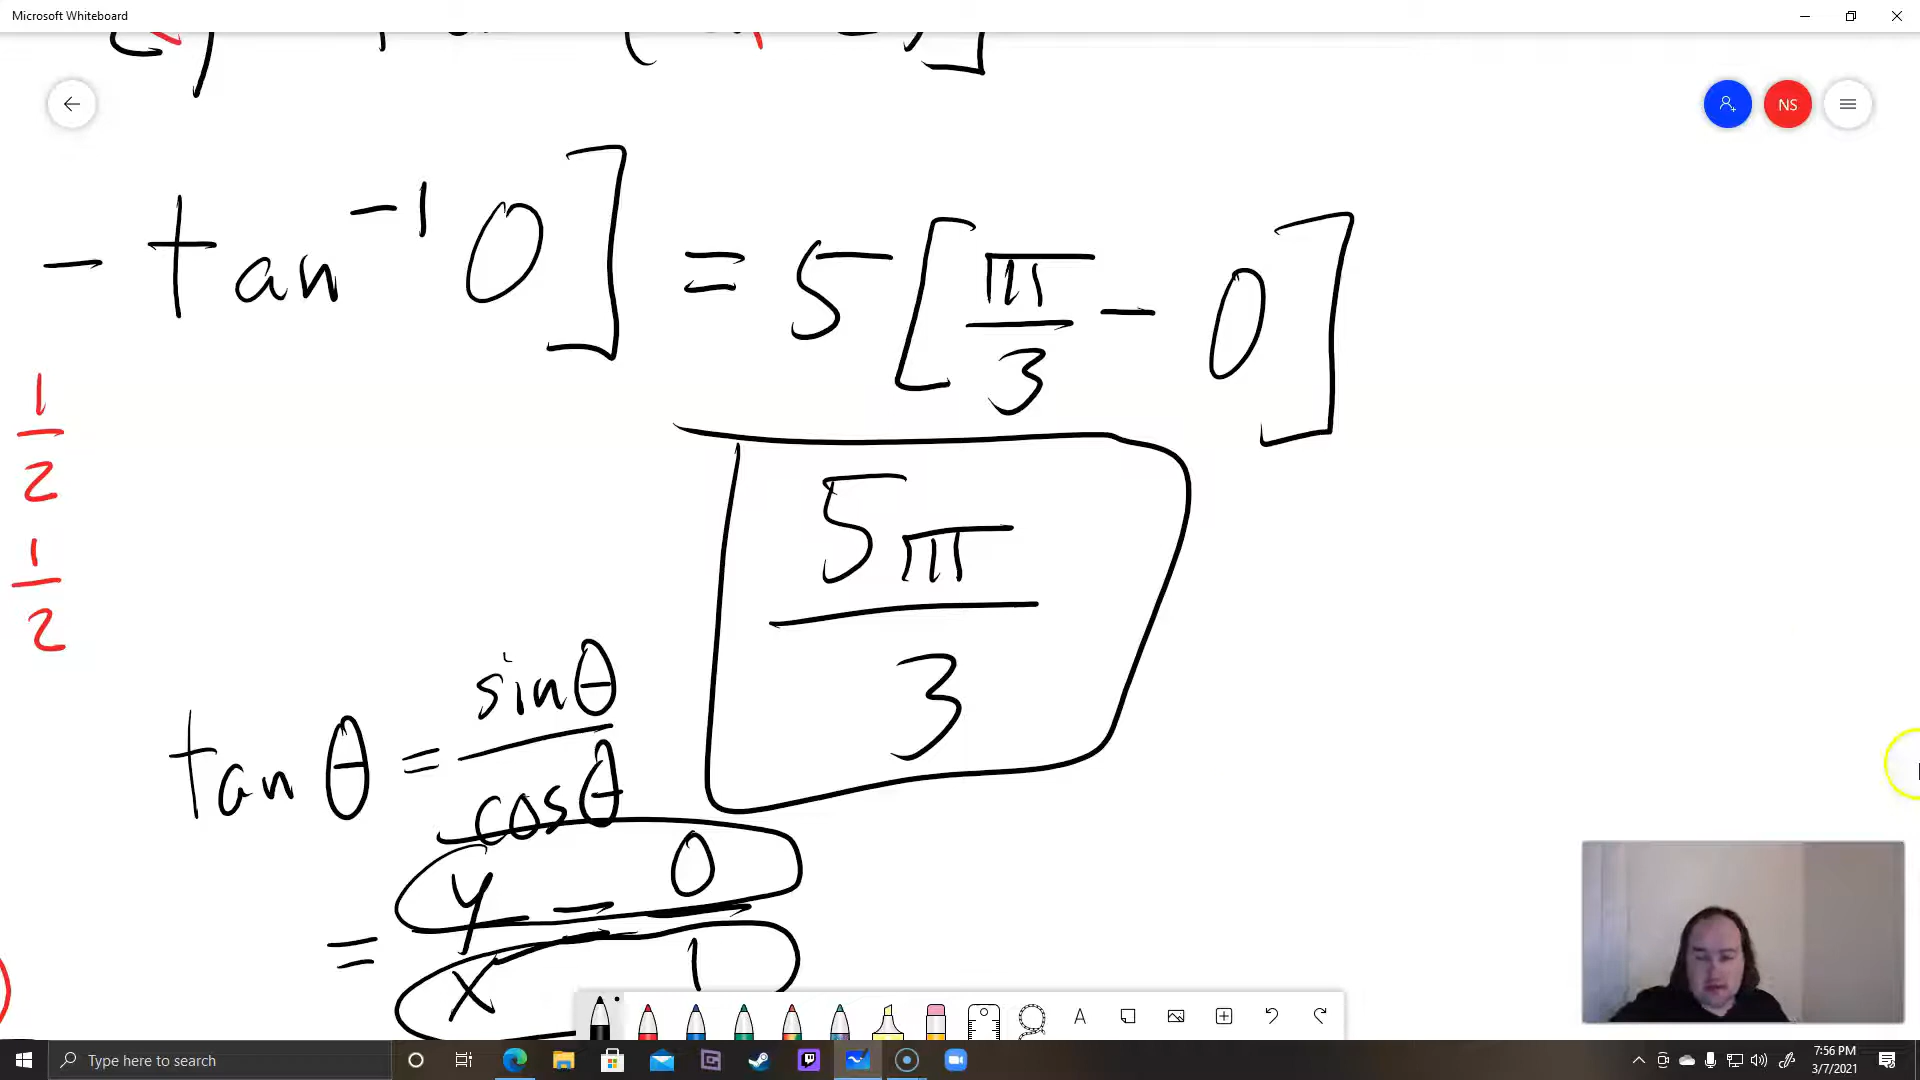 Microsoft Whiteboard
NS
- tan⁻¹ 0 ] = 5 [ π/3 - 0 ]
1/2
1/2
5π/3
tan θ = sinθ/cosθ
= y/x = 0/1
A
Type here to search
7:56 PM
3/7/2021